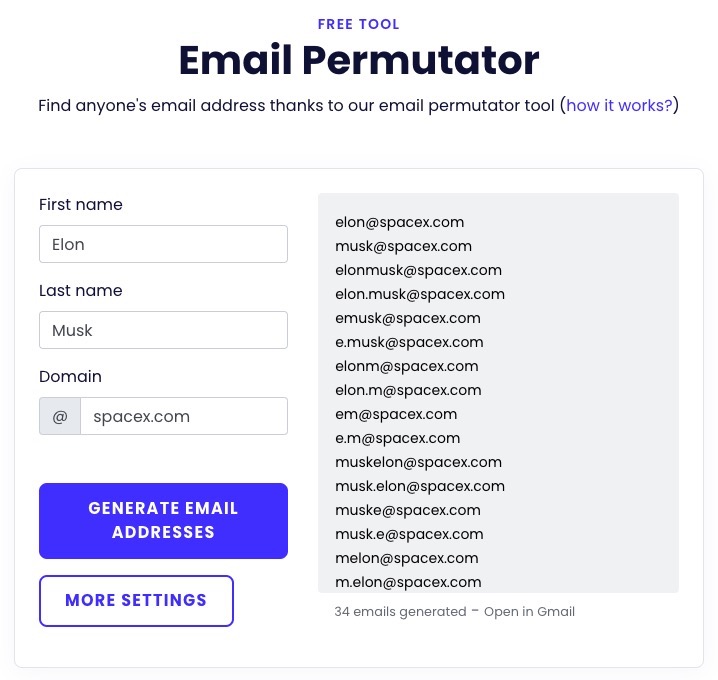 FREE TOOL
Email Permutator
Find anyone's email address thanks to our email permutator tool (how it works?)
First name
Elon
Last name
Musk
Domain
@ spacex.com
GENERATE EMAIL
ADDRESSES
MORE SETTINGS
elon@spacex.com
musk@spacex.com
elonmusk@spacex.com
elon.musk@spacex.com
emusk@spacex.com
e.musk@spacex.com
elonm@spacex.com
elon.m@spacex.com
em@spacex.com
e.m@spacex.com
muskelon@spacex.com
musk.elon@spacex.com
muske@spacex.com
musk.e@spacex.com
melon@spacex.com
m.elon@spacex.com
34 emails generated – Open in Gmail